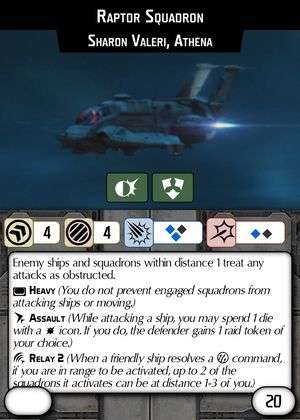 RAPTOR SQUADRON
SHARON VALERI, ATHENA
4 4
Enemy ships and squadrons within distance 1 treat any
attacks as obstructed.
HEAVY (You do not prevent engaged squadrons from
attacking ships or moving.)
ASSAULT (While attacking a ship, you may spend 1 die
with a icon. If you do, the defender gains 1 raid token of
your choice.)
RELAY 2 (When a friendly ship resolves a command,
if you are in range to be activated, up to 2 of the
squadrons it activates can be at distance 1-3 of you.)
20